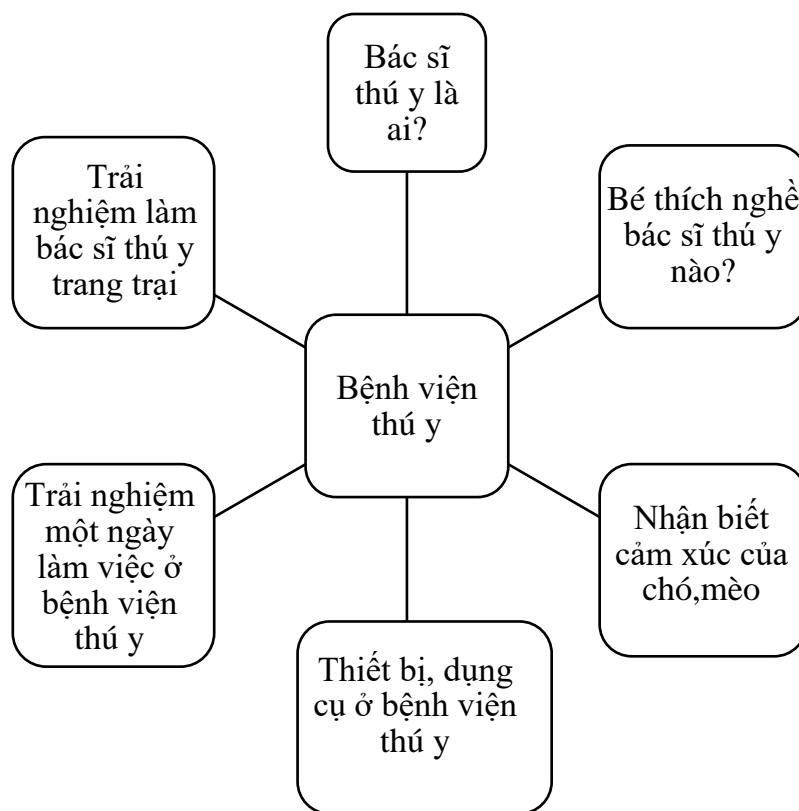 Bác sĩ
thú y là
ai?
Trải
nghiệm làm
bác sĩ thú y
trang trại
Bé thích nghề
bác sĩ thú y
nào?
Bệnh viện
thú y
Trải nghiệm
một ngày
làm việc ở
bệnh viện
thú y
Nhận biết
cảm xúc của
chó,mèo
Thiết bị, dụng
cụ ở bệnh viện
thú y